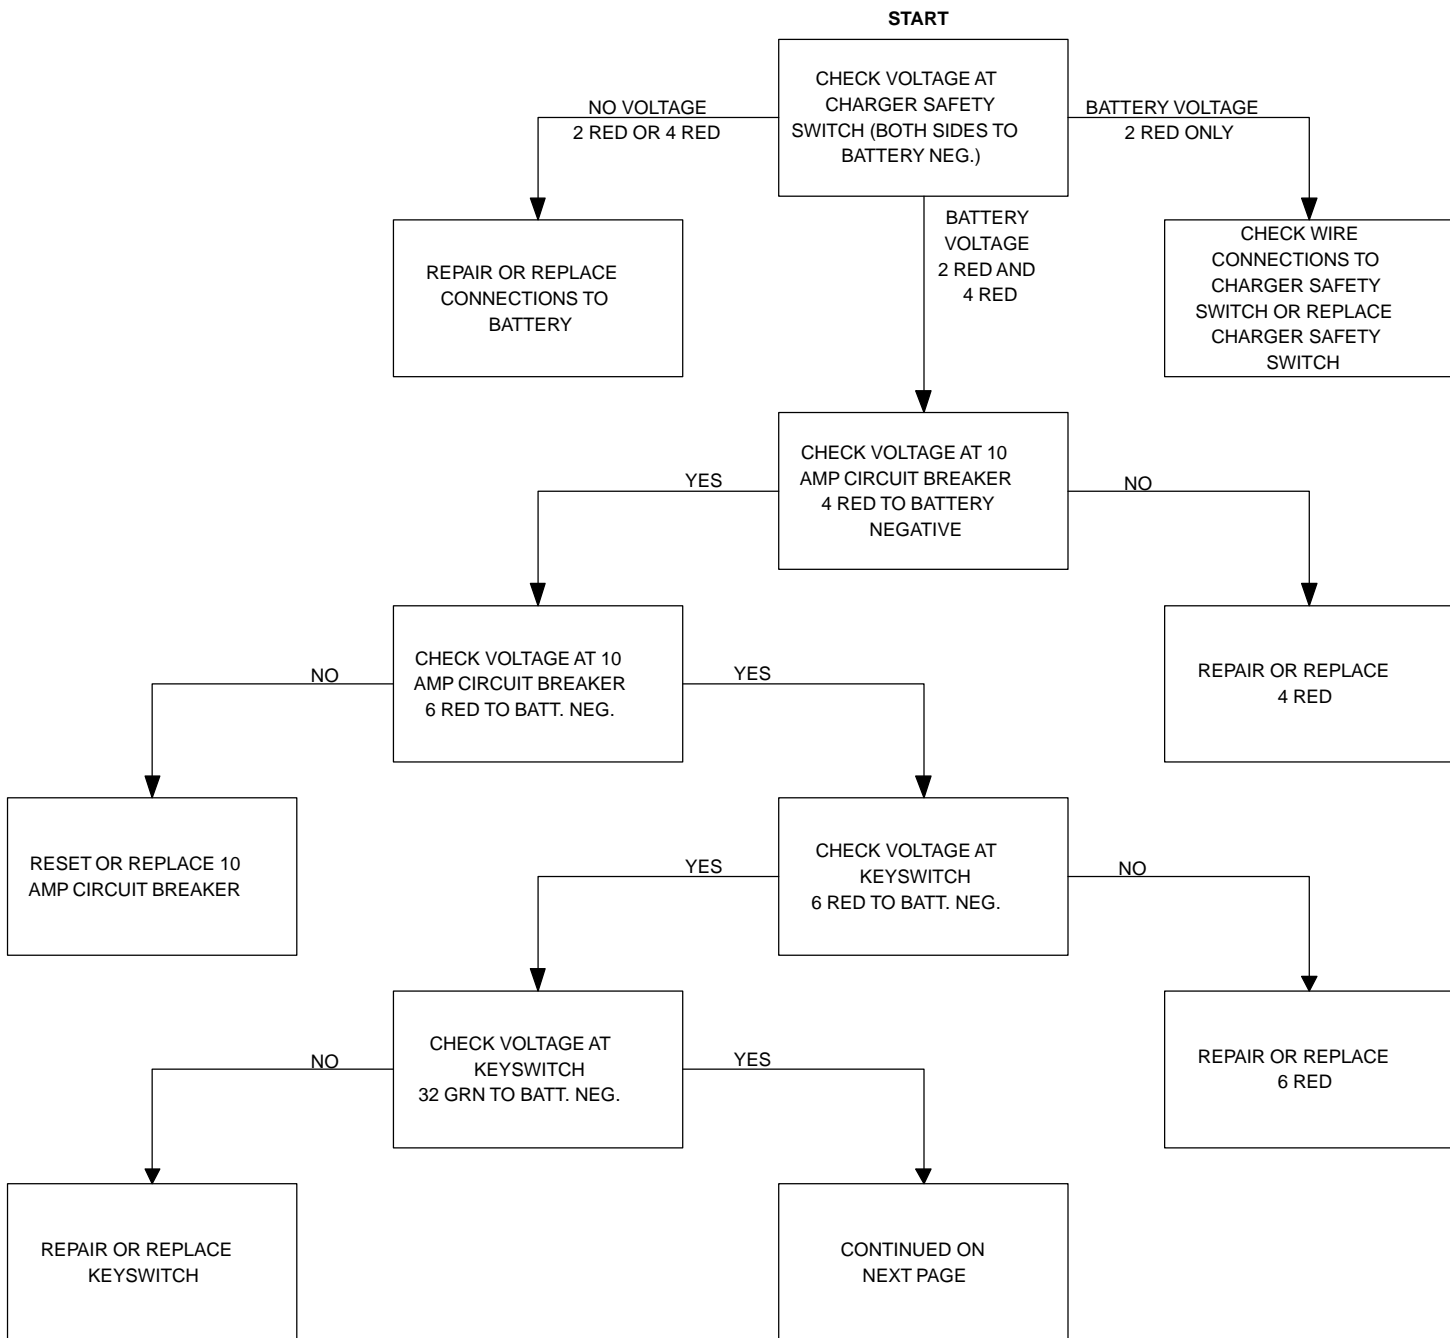 START
CHECK VOLTAGE AT
CHARGER SAFETY
SWITCH (BOTH SIDES TO
BATTERY NEG.)
NO VOLTAGE
2 RED OR 4 RED
BATTERY VOLTAGE
2 RED ONLY
BATTERY
VOLTAGE
2 RED AND
4 RED
REPAIR OR REPLACE
CONNECTIONS TO
BATTERY
CHECK WIRE
CONNECTIONS TO
CHARGER SAFETY
SWITCH OR REPLACE
CHARGER SAFETY
SWITCH
CHECK VOLTAGE AT 10
AMP CIRCUIT BREAKER
4 RED TO BATTERY
NEGATIVE
YES
NO
CHECK VOLTAGE AT 10
AMP CIRCUIT BREAKER
6 RED TO BATT. NEG.
NO
YES
REPAIR OR REPLACE
4 RED
RESET OR REPLACE 10
AMP CIRCUIT BREAKER
CHECK VOLTAGE AT
KEYSWITCH
6 RED TO BATT. NEG.
YES
NO
CHECK VOLTAGE AT
KEYSWITCH
32 GRN TO BATT. NEG.
NO
YES
REPAIR OR REPLACE
6 RED
REPAIR OR REPLACE
KEYSWITCH
CONTINUED ON
NEXT PAGE